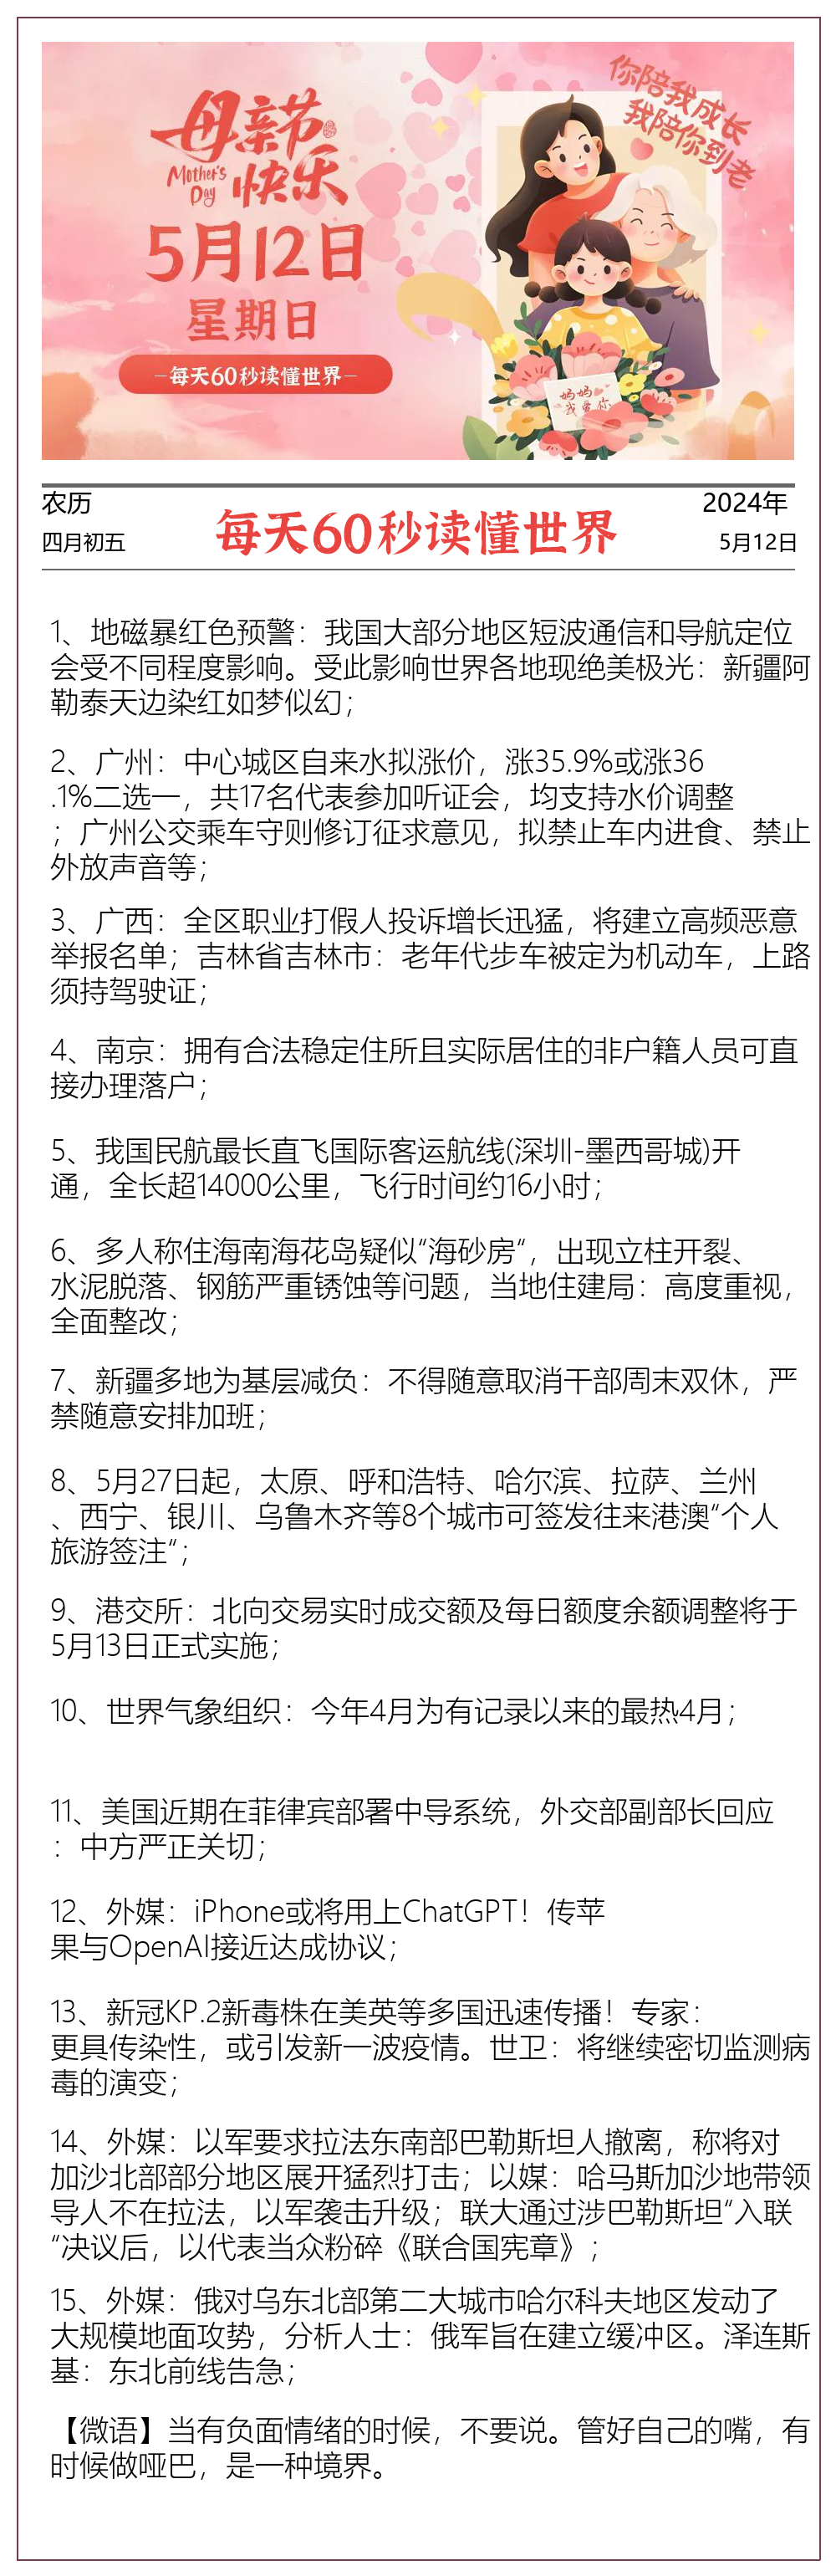 母亲节
快乐
Mother's
Day
5月12日
星期日
—每天60秒读懂世界—
你陪我成长
我陪你到老
妈妈
我爱你
农历
四月初五
每天60秒读懂世界
2024年
5月12日
1、地磁暴红色预警：我国大部分地区短波通信和导航定位
会受不同程度影响。受此影响世界各地现绝美极光：新疆阿
勒泰天边染红如梦似幻；
2、广州：中心城区自来水拟涨价，涨35.9%或涨36
.1%二选一，共17名代表参加听证会，均支持水价调整
；广州公交乘车守则修订征求意见，拟禁止车内进食、禁止
外放声音等；
3、广西：全区职业打假人投诉增长迅猛，将建立高频恶意
举报名单；吉林省吉林市：老年代步车被定为机动车，上路
须持驾驶证；
4、南京：拥有合法稳定住所且实际居住的非户籍人员可直
接办理落户；
5、我国民航最长直飞国际客运航线(深圳-墨西哥城)开
通，全长超14000公里，飞行时间约16小时；
6、多人称住海南海花岛疑似“海砂房“，出现立柱开裂、
水泥脱落、钢筋严重锈蚀等问题，当地住建局：高度重视，
全面整改；
7、新疆多地为基层减负：不得随意取消干部周末双休，严
禁随意安排加班；
8、5月27日起，太原、呼和浩特、哈尔滨、拉萨、兰州
、西宁、银川、乌鲁木齐等8个城市可签发往来港澳“个人
旅游签注“；
9、港交所：北向交易实时成交额及每日额度余额调整将于
5月13日正式实施；
10、世界气象组织：今年4月为有记录以来的最热4月；
11、美国近期在菲律宾部署中导系统，外交部副部长回应
：中方严正关切；
12、外媒：iPhone或将用上ChatGPT！传苹
果与OpenAI接近达成协议；
13、新冠KP.2新毒株在美英等多国迅速传播！专家：
更具传染性，或引发新一波疫情。世卫：将继续密切监测病
毒的演变；
14、外媒：以军要求拉法东南部巴勒斯坦人撤离，称将对
加沙北部部分地区展开猛烈打击；以媒：哈马斯加沙地带领
导人不在拉法，以军袭击升级；联大通过涉巴勒斯坦“入联
“决议后，以代表当众粉碎《联合国宪章》；
15、外媒：俄对乌东北部第二大城市哈尔科夫地区发动了
大规模地面攻势，分析人士：俄军旨在建立缓冲区。泽连斯
基：东北前线告急；
【微语】当有负面情绪的时候，不要说。管好自己的嘴，有
时候做哑巴，是一种境界。